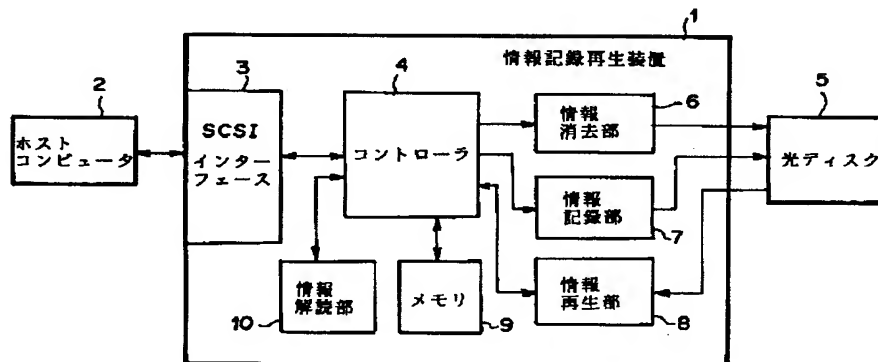 1
情報記録再生装置
2
ホスト
コンピュータ
3
SCSI
インター
フェース
4
コントローラ
情報
消去部
6
5
光ディスク
情報
記録部
7
情報
解読部
10
メモリ
9
情報
再生部
8